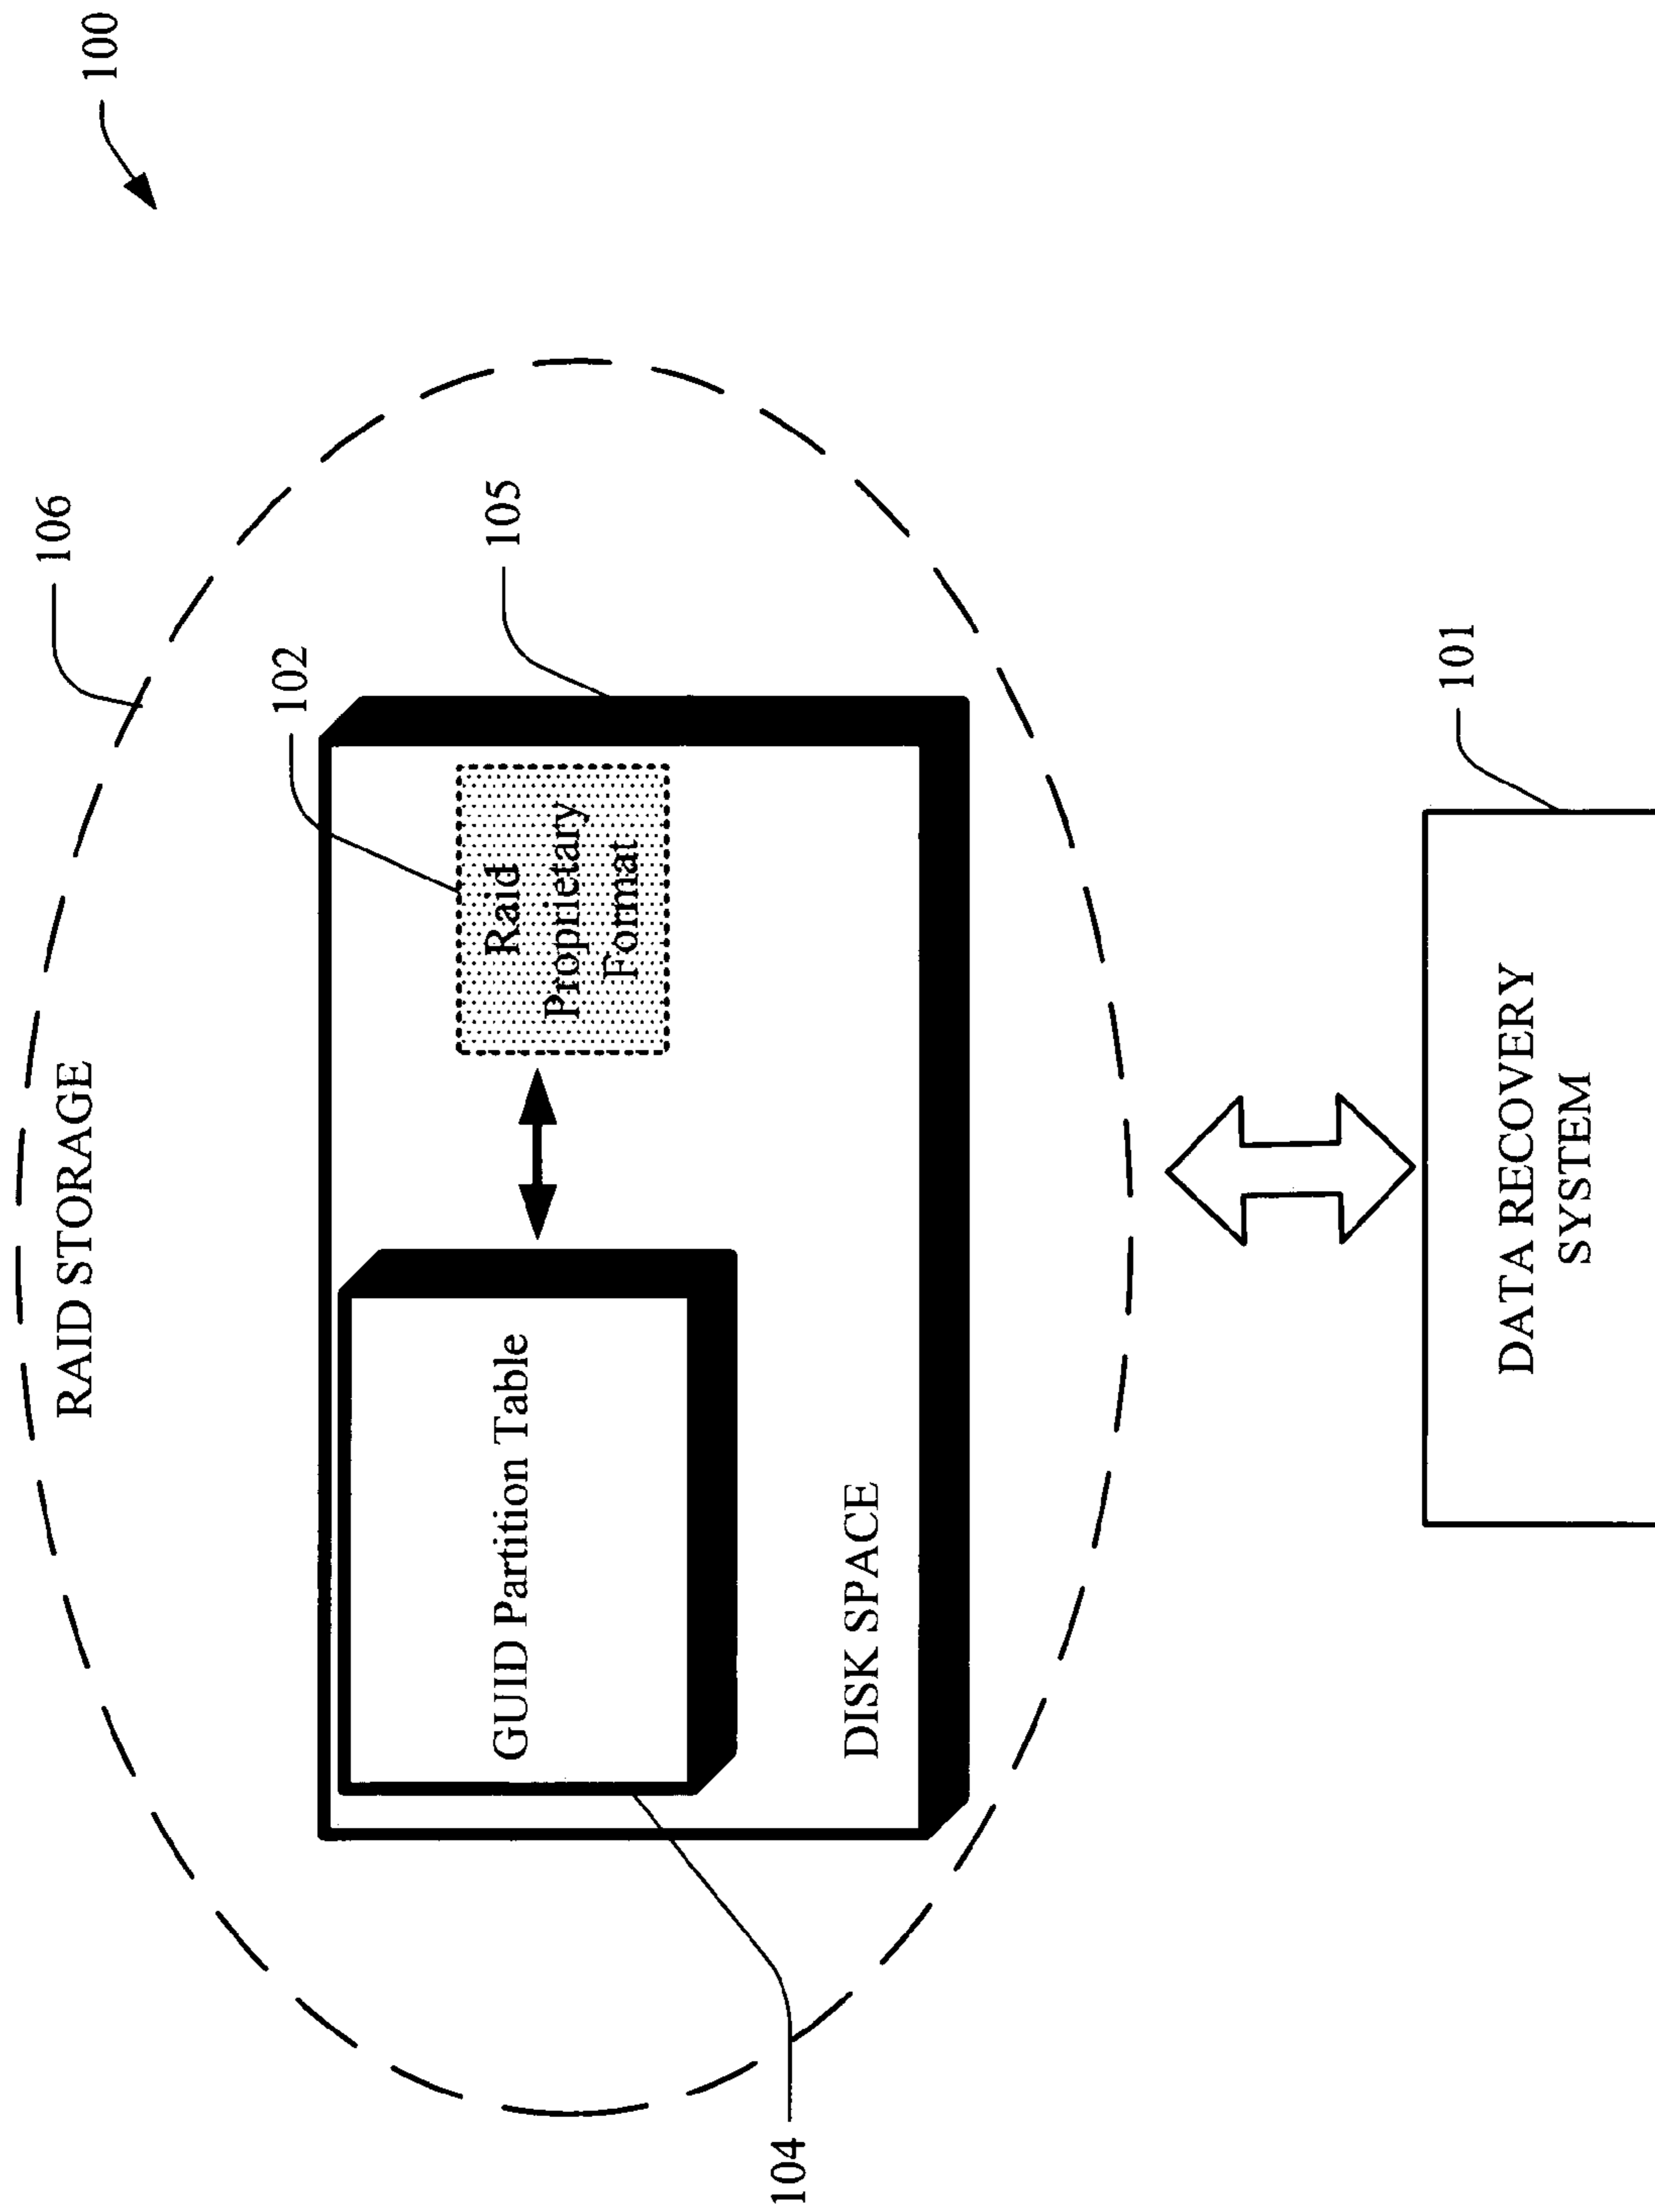 106
RAID STORAGE
100
102
105
GUID Partition Table
Raid
Proprietary
Format
104
DISK SPACE
101
DATA RECOVERY
SYSTEM